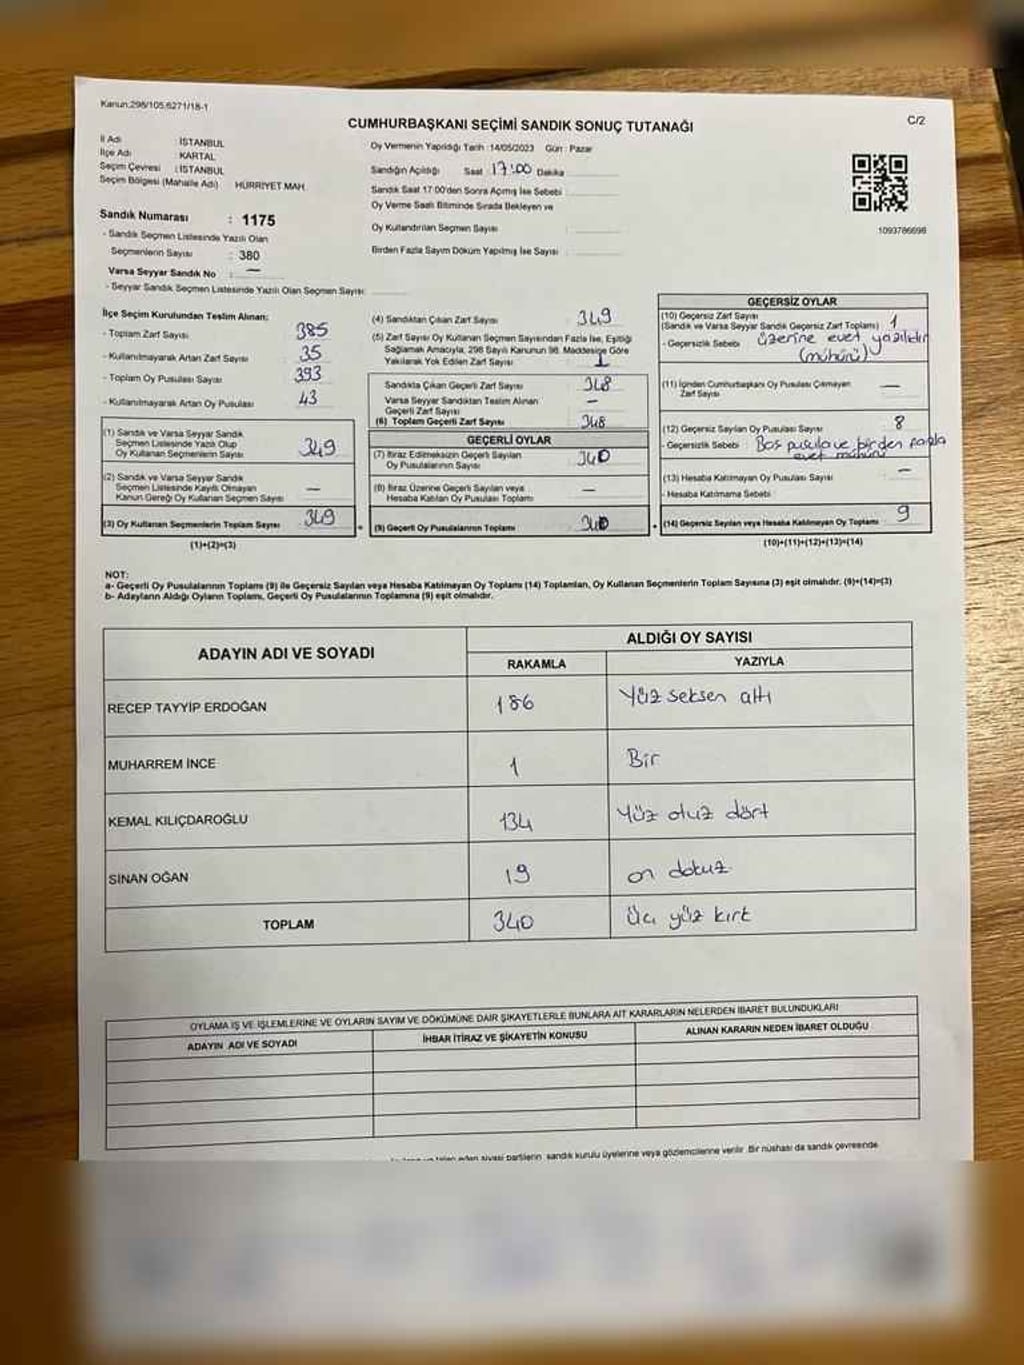 Kanun:298/105,6271/18-1
C/2
CUMHURBAŞKANI SEÇİMİ SANDIK SONUÇ TUTANAĞI
İl Adı : İSTANBUL
İlçe Adı : KARTAL
Seçim Çevresi : İSTANBUL
Seçim Bölgesi (Mahalle Adı) HÜRRİYET MAH.
Sandık Numarası : 1175
- Sandık Seçmen Listesinde Yazılı Olan
Seçmenlerin Sayısı : 380
Varsa Seyyar Sandık No : —
- Seyyar Sandık Seçmen Listesinde Yazılı Olan Seçmen Sayısı:
Oy Vermenin Yapıldığı Tarih : 14/05/2023 Gün : Pazar
Sandığın Açıldığı Saat 17:00 Dakika
Sandık Saat 17:00'den Sonra Açmış İse Sebebi
Oy Verme Saati Bitiminde Sırada Bekleyen ve
Oy Kullandırılan Seçmen Sayısı :
Birden Fazla Sayım Döküm Yapılmış İse Sayısı :
1093786698
İlçe Seçim Kurulundan Teslim Alınan:
- Toplam Zarf Sayısı 385
- Kullanılmayarak Artan Zarf Sayısı 35
- Toplam Oy Pusulası Sayısı 393
- Kullanılmayarak Artan Oy Pusulası 43
(1) Sandık ve Varsa Seyyar Sandık
Seçmen Listesinde Yazılı Olup
Oy Kullanan Seçmenlerin Sayısı 349
(2) Sandık ve Varsa Seyyar Sandık
Seçmen Listesinde Kayıtlı Olmayan
Kanun Gereği Oy Kullanan Seçmen Sayısı —
(3) Oy Kullanan Seçmenlerin Toplam Sayısı 349
(1)+(2)=(3)
(4) Sandıktan Çıkan Zarf Sayısı 349
(5) Zarf Sayısı Oy Kullanan Seçmen Sayısından Fazla İse, Eşitliği
Sağlamak Amacıyla, 298 Sayılı Kanunun 98. Maddesine Göre
Yakılarak Yok Edilen Zarf Sayısı
Sandıkta Çıkan Geçerli Zarf Sayısı 348
Varsa Seyyar Sandıktan Teslim Alınan
Geçerli Zarf Sayısı —
(6) Toplam Geçerli Zarf Sayısı 348
GEÇERLİ OYLAR
(7) İtiraz Edilmeksizin Geçerli Sayılan
Oy Pusulalarının Sayısı 340
(8) İtiraz Üzerine Geçerli Sayılan veya
Hesaba Katılan Oy Pusulası Toplamı —
(9) Geçerli Oy Pusulalarının Toplamı 340
GEÇERSİZ OYLAR
(10) Geçersiz Zarf Sayısı
(Sandık ve Varsa Seyyar Sandık Geçersiz Zarf Toplamı) 1
- Geçersizlik Sebebi : üzerine evet yazılıdır
(mühürü)
(11) İçinden Cumhurbaşkanı Oy Pusulası Çıkmayan
Zarf Sayısı —
(12) Geçersiz Sayılan Oy Pusulası Sayısı 8
- Geçersizlik Sebebi : Boş pusula ve birden fazla
evet mühürü
(13) Hesaba Katılmayan Oy Pusulası Sayısı —
- Hesaba Katılmama Sebebi :
(14) Geçersiz Sayılan veya Hesaba Katılmayan Oy Toplamı 9
(10)+(11)+(12)+(13)=(14)
NOT:
a- Geçerli Oy Pusulalarının Toplamı (9) ile Geçersiz Sayılan veya Hesaba Katılmayan Oy Toplamı (14) Toplamları, Oy Kullanan Seçmenlerin Toplam Sayısına (3) eşit olmalıdır. (9)+(14)=(3)
b- Adayların Aldığı Oyların Toplamı, Geçerli Oy Pusulalarının Toplamına (9) eşit olmalıdır.
ADAYIN ADI VE SOYADI ALDIĞI OY SAYISI
RAKAMLA YAZIYLA
RECEP TAYYİP ERDOĞAN 186 Yüz seksen altı
MUHARREM İNCE 1 Bir
KEMAL KILIÇDAROĞLU 134 Yüz otuz dört
SİNAN OĞAN 19 on dokuz
TOPLAM 340 Üç yüz kırk
OYLAMA İŞ VE İŞLEMLERİNE VE OYLARIN SAYIM VE DÖKÜMÜNE DAİR ŞİKAYETLERLE BUNLARA AİT KARARLARIN NELERDEN İBARET BULUNDUKLARI
ADAYIN ADI VE SOYADI İHBAR İTİRAZ VE ŞİKAYETİN KONUSU ALINAN KARARIN NEDEN İBARET OLDUĞU
siyasi partilerin, sandık kurulu üyelerine veya gözlemcilerine verilir. Bir nüshası da sandık çevresinde